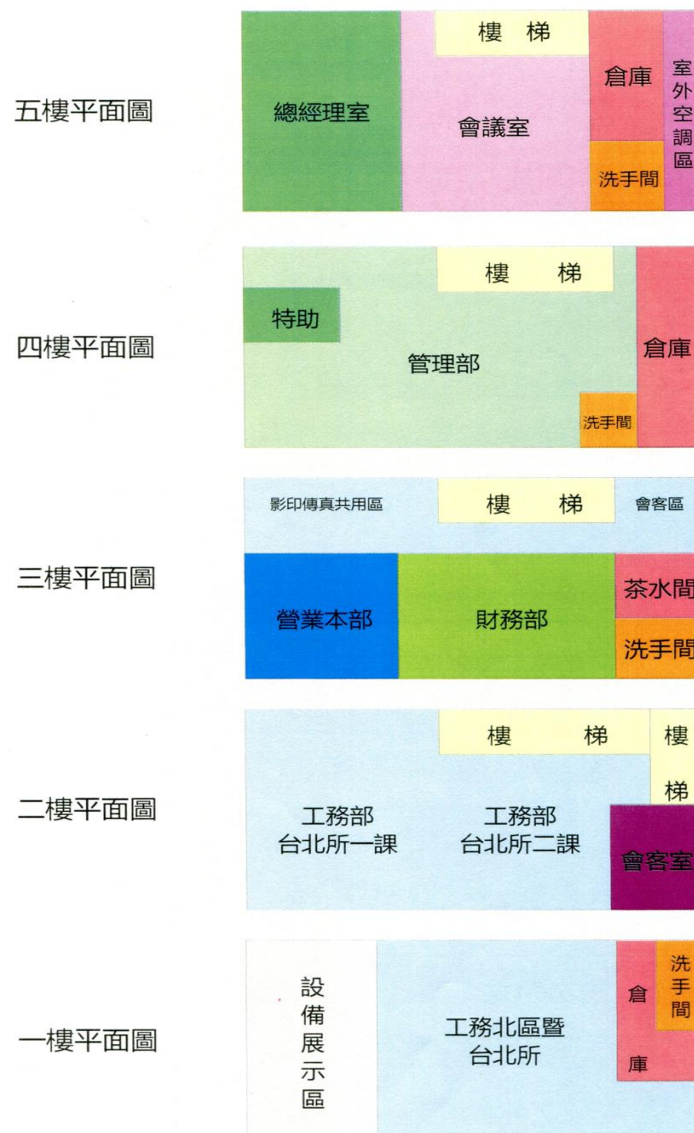 五樓平面圖
總經理室
樓 梯
會議室
倉庫
洗手間
室外空調區
四樓平面圖
特助
樓 梯
管理部
洗手間
倉庫
三樓平面圖
影印傳真共用區
樓 梯
會客區
營業本部
財務部
茶水間
洗手間
二樓平面圖
樓 梯
樓梯
工務部
台北所一課
工務部
台北所二課
會客室
一樓平面圖
設備展示區
工務北區暨
台北所
倉庫
洗手間